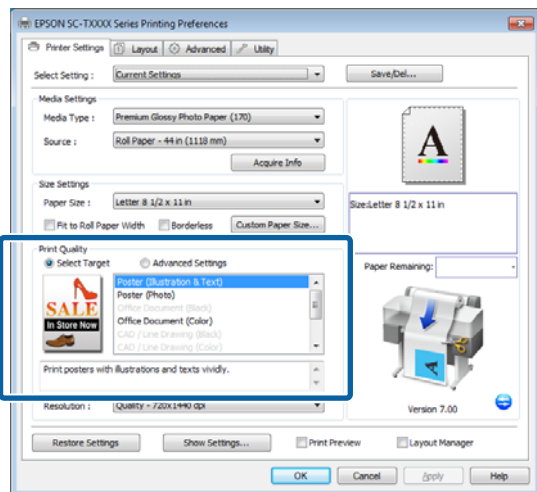 EPSON SC-TXXXX Series Printing Preferences
Printer Settings Layout Advanced Utility
Select Setting : Current Settings Save/Del...
Media Settings
Media Type : Premium Glossy Photo Paper (170)
Source : Roll Paper - 44 in (1118 mm)
Acquire Info
A
Size Settings
Paper Size : Letter 8 1/2 x 11 in
Fit to Roll Paper Width Borderless Custom Paper Size...
Size:Letter 8 1/2 x 11 in
Print Quality
Select Target Advanced Settings
SALE
In Store Now
Poster (Illustration & Text)
Poster (Photo)
Office Document (Black)
Office Document (Color)
CAD / Line Drawing (Black)
CAD / Line Drawing (Color)
Print posters with illustrations and texts vividly.
Paper Remaining:
A
Resolution : Quality - 720x1440 dpi
Version 7.00
Restore Settings Show Settings... Print Preview Layout Manager
OK Cancel Apply Help